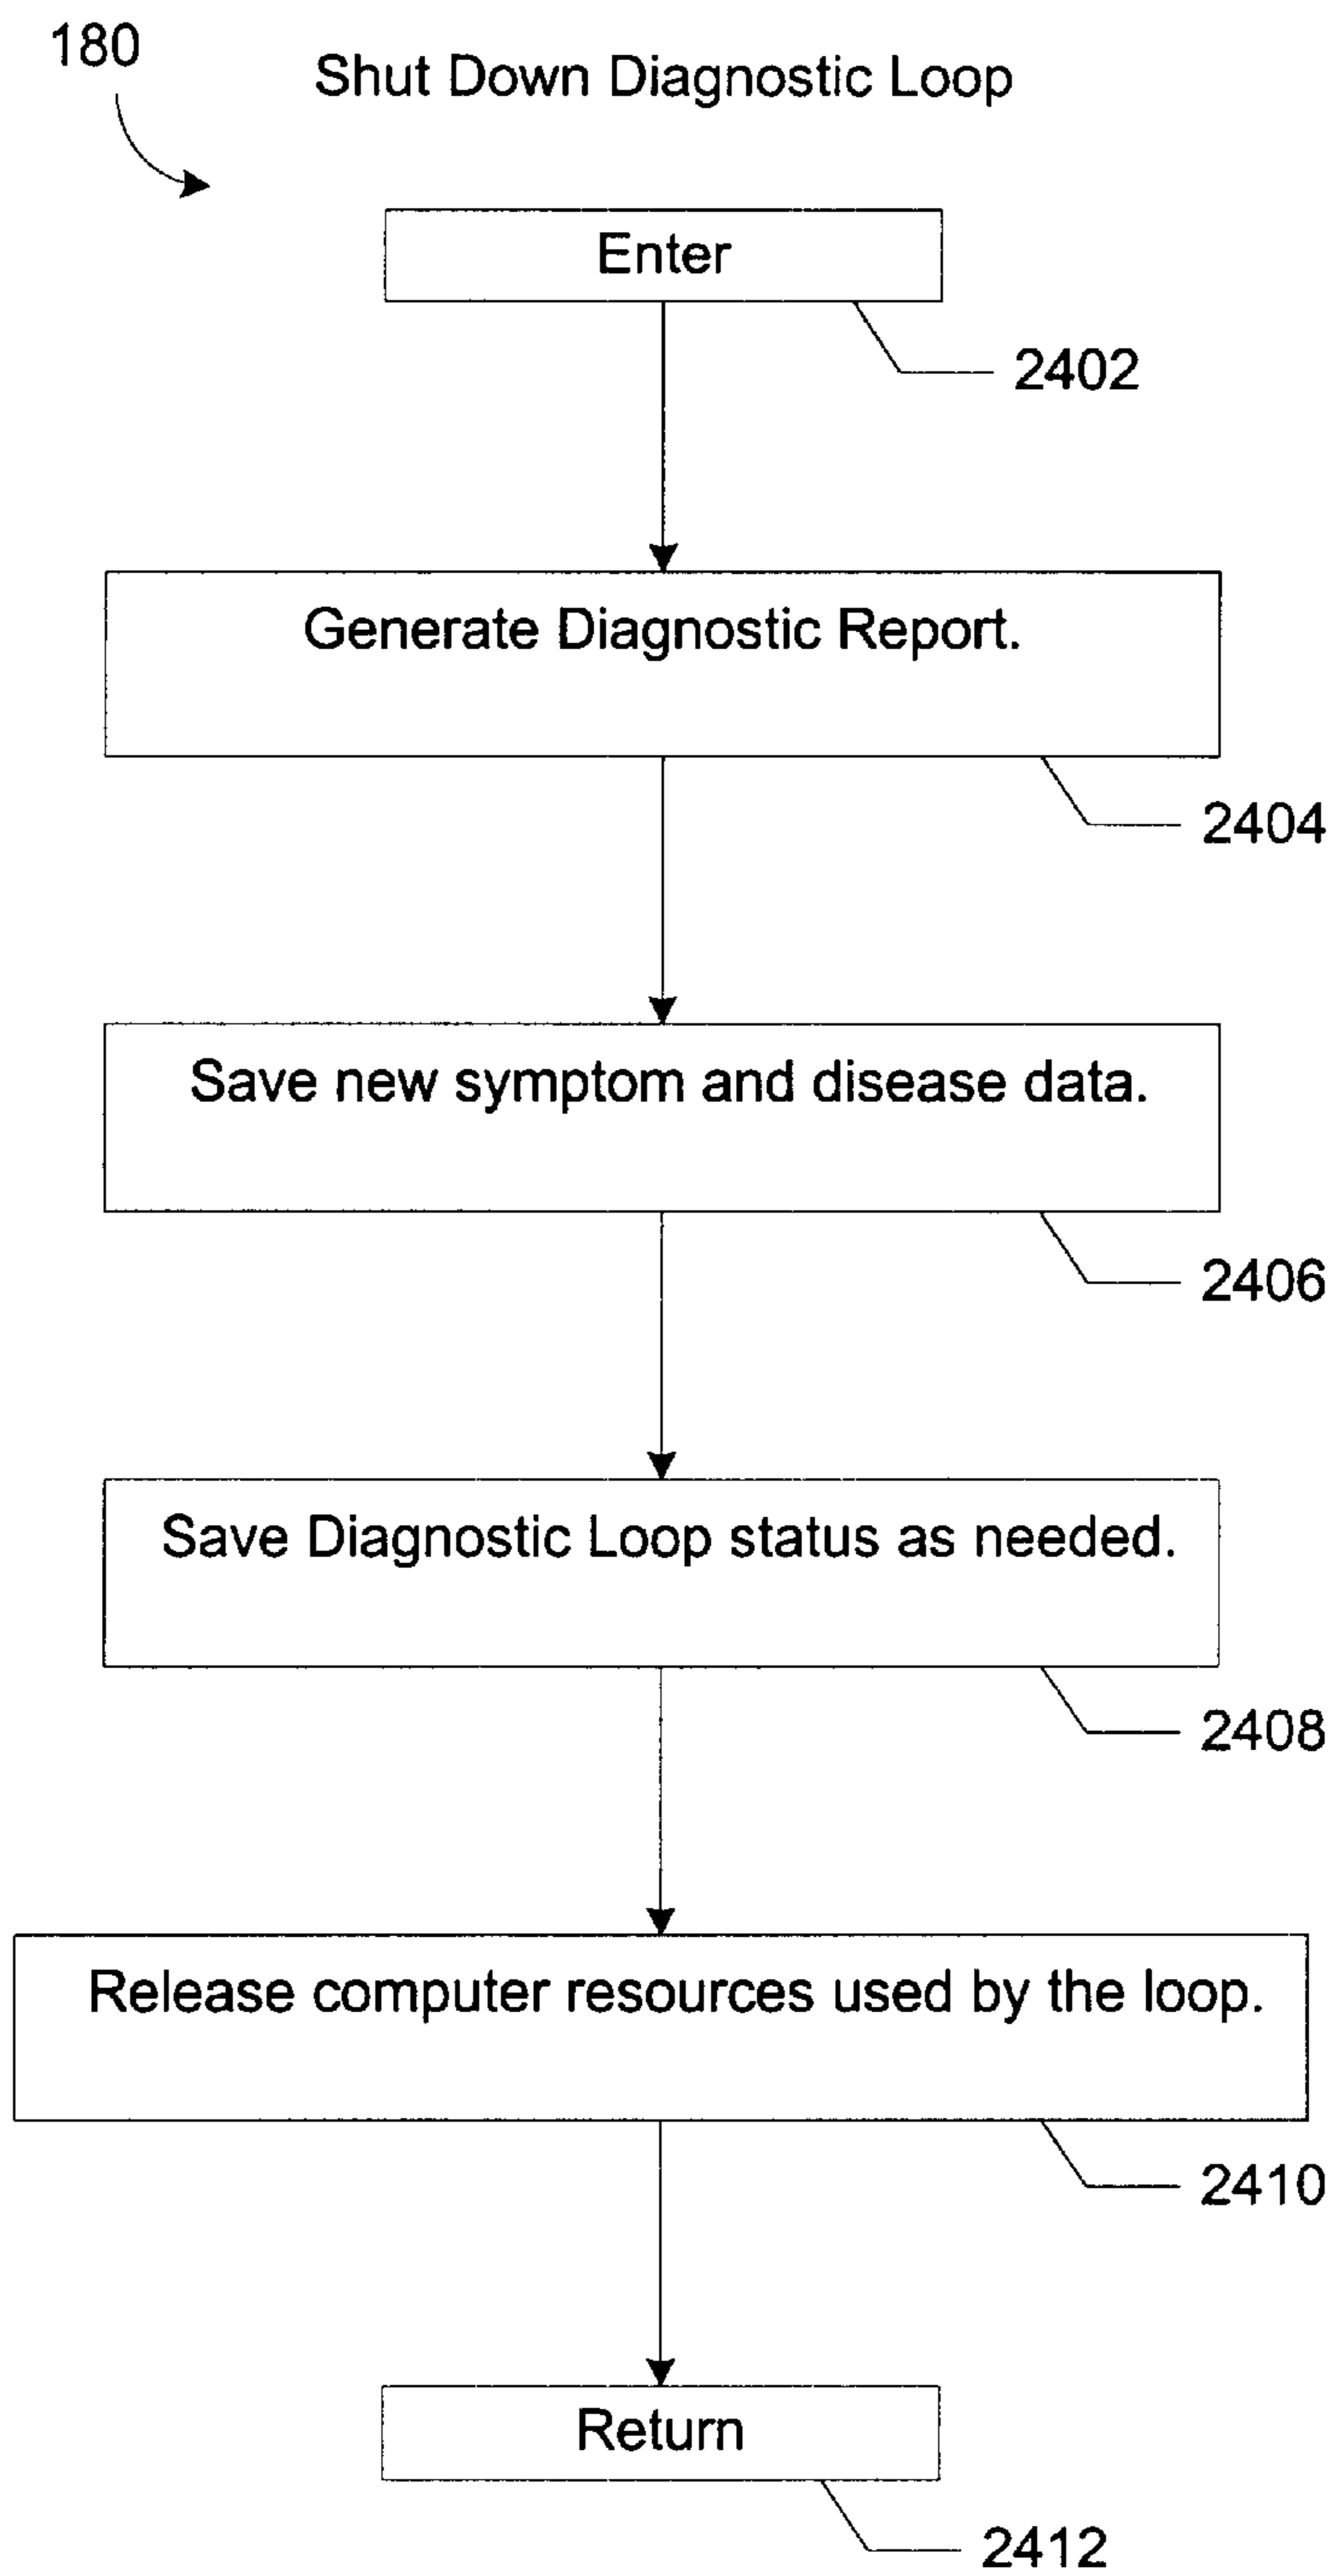 180
Shut Down Diagnostic Loop
Enter
2402
Generate Diagnostic Report.
2404
Save new symptom and disease data.
2406
Save Diagnostic Loop status as needed.
2408
Release computer resources used by the loop.
2410
Return
2412